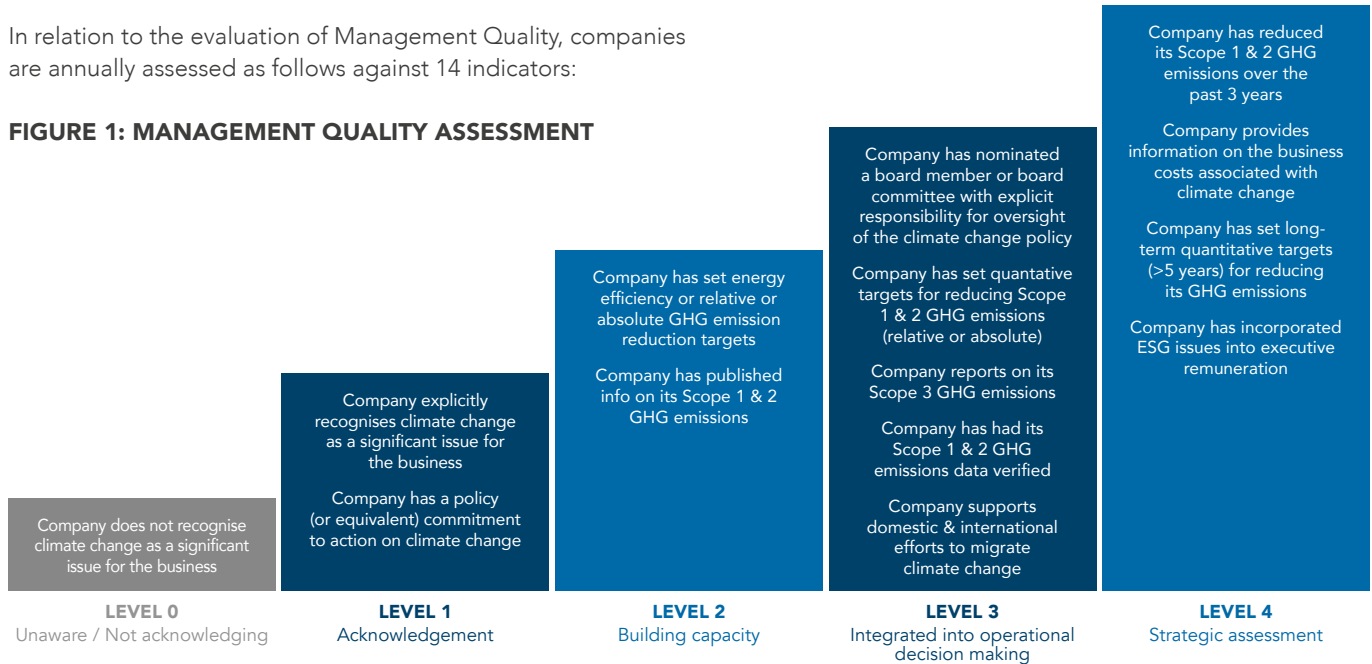 In relation to the evaluation of Management Quality, companies
are annually assessed as follows against 14 indicators:
FIGURE 1: MANAGEMENT QUALITY ASSESSMENT
Company does not recognise
climate change as a significant
issue for the business
LEVEL 0
Unaware / Not acknowledging
Company explicitly
recognises climate change
as a significant issue for
the business
Company has a policy
(or equivalent) commitment
to action on climate change
LEVEL 1
Acknowledgement
Company has set energy
efficiency or relative or
absolute GHG emission
reduction targets
Company has published
info on its Scope 1 & 2
GHG emissions
LEVEL 2
Building capacity
Company has nominated
a board member or board
committee with explicit
responsibility for oversight
of the climate change policy
Company has set quantative
targets for reducing Scope
1 & 2 GHG emissions
(relative or absolute)
Company reports on its
Scope 3 GHG emissions
Company has had its
Scope 1 & 2 GHG
emissions data verified
Company supports
domestic & international
efforts to migrate
climate change
LEVEL 3
Integrated into operational
decision making
Company has reduced
its Scope 1 & 2 GHG
emissions over the
past 3 years
Company provides
information on the business
costs associated with
climate change
Company has set long-
term quantitative targets
(>5 years) for reducing
its GHG emissions
Company has incorporated
ESG issues into executive
remuneration
LEVEL 4
Strategic assessment